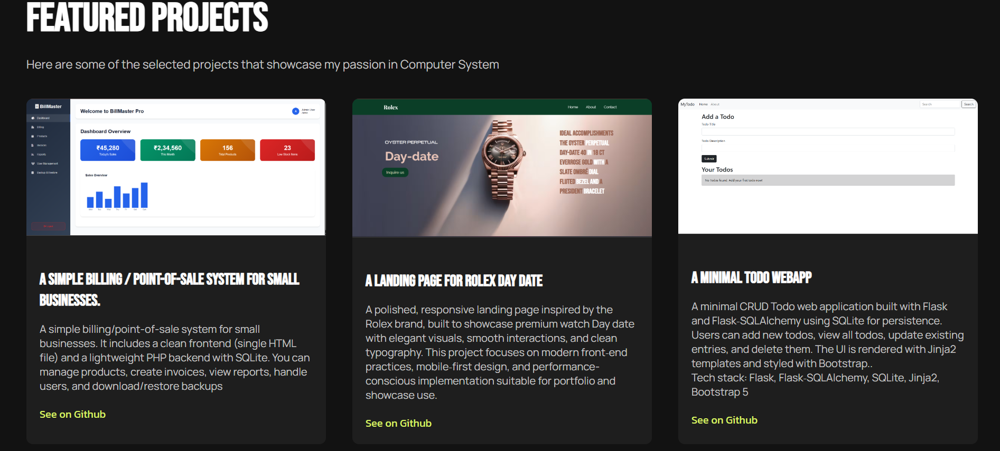 FEATURED PROJECTS
Here are some of the selected projects that showcase my passion in Computer System
BillMaster
Dashboard
Billing
Products
Invoices
Reports
User Management
Backup & Restore
Welcome to BillMaster Pro
A
Admin User
Admin
Dashboard Overview
₹45,280
Today's Sales
₹2,34,560
This Month
156
Total Products
23
Low Stock Items
Sales Overview
Mon Tue Wed Thu Fri Sat Sun
A SIMPLE BILLING / POINT-OF-SALE SYSTEM FOR SMALL
BUSINESSES.
A simple billing/point-of-sale system for small
businesses. It includes a clean frontend (single HTML
file) and a lightweight PHP backend with SQLite. You can
manage products, create invoices, view reports, handle
users, and download/restore backups
See on Github
Rolex
Home About Contact
OYSTER PERPETUAL
Day-date
Inquire us
IDEAL ACCOMPLISHMENTS
THE OYSTER PERPETUAL
DAY-DATE 40 IN 18 CT
EVERROSE GOLD WITH A
SLATE OMBRÉ DIAL
FLUTED BEZEL AND A
PRESIDENT BRACELET
A LANDING PAGE FOR ROLEX DAY DATE
A polished, responsive landing page inspired by the
Rolex brand, built to showcase premium watch Day date
with elegant visuals, smooth interactions, and clean
typography. This project focuses on modern front-end
practices, mobile-first design, and performance-
conscious implementation suitable for portfolio and
showcase use.
See on Github
MyTodo Home About
Search Search
Add a Todo
Todo Title
Todo Description
Submit
Your Todos
No Todos found. Add your first todo now!
A MINIMAL TODO WEBAPP
A minimal CRUD Todo web application built with Flask
and Flask-SQLAlchemy using SQLite for persistence.
Users can add new todos, view all todos, update existing
entries, and delete them. The UI is rendered with Jinja2
templates and styled with Bootstrap..
Tech stack: Flask, Flask-SQLAlchemy, SQLite, Jinja2,
Bootstrap 5
See on Github